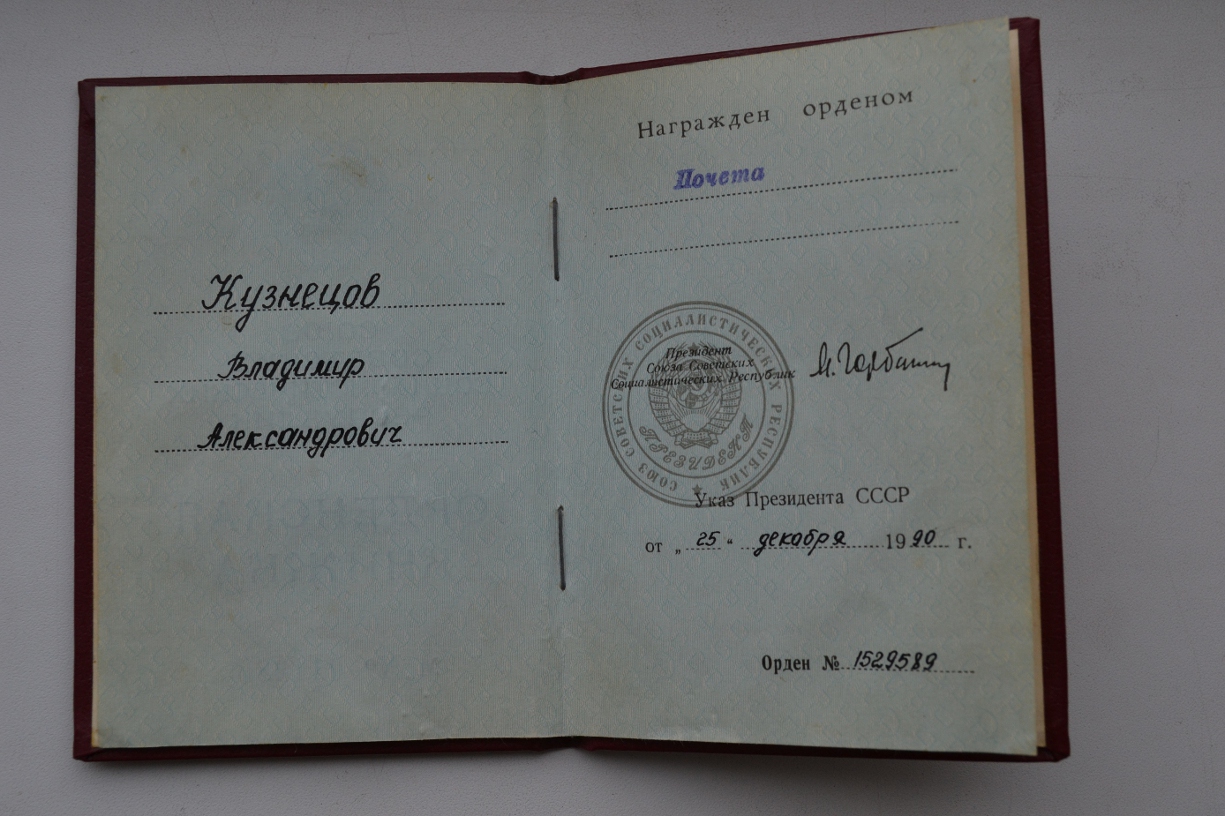 Кузнецов
Владимир
Александрович
Награжден орденом
Почета
СОЮЗ СОВЕТСКИХ СОЦИАЛИСТИЧЕСКИХ РЕСПУБЛИК
Президент
Союза Советских
Социалистических Республик
ПРЕЗИДЕНТ
М. Горбачев
Указ Президента СССР
от „ 25 “ декабря 1990 г.
Орден № 1529589